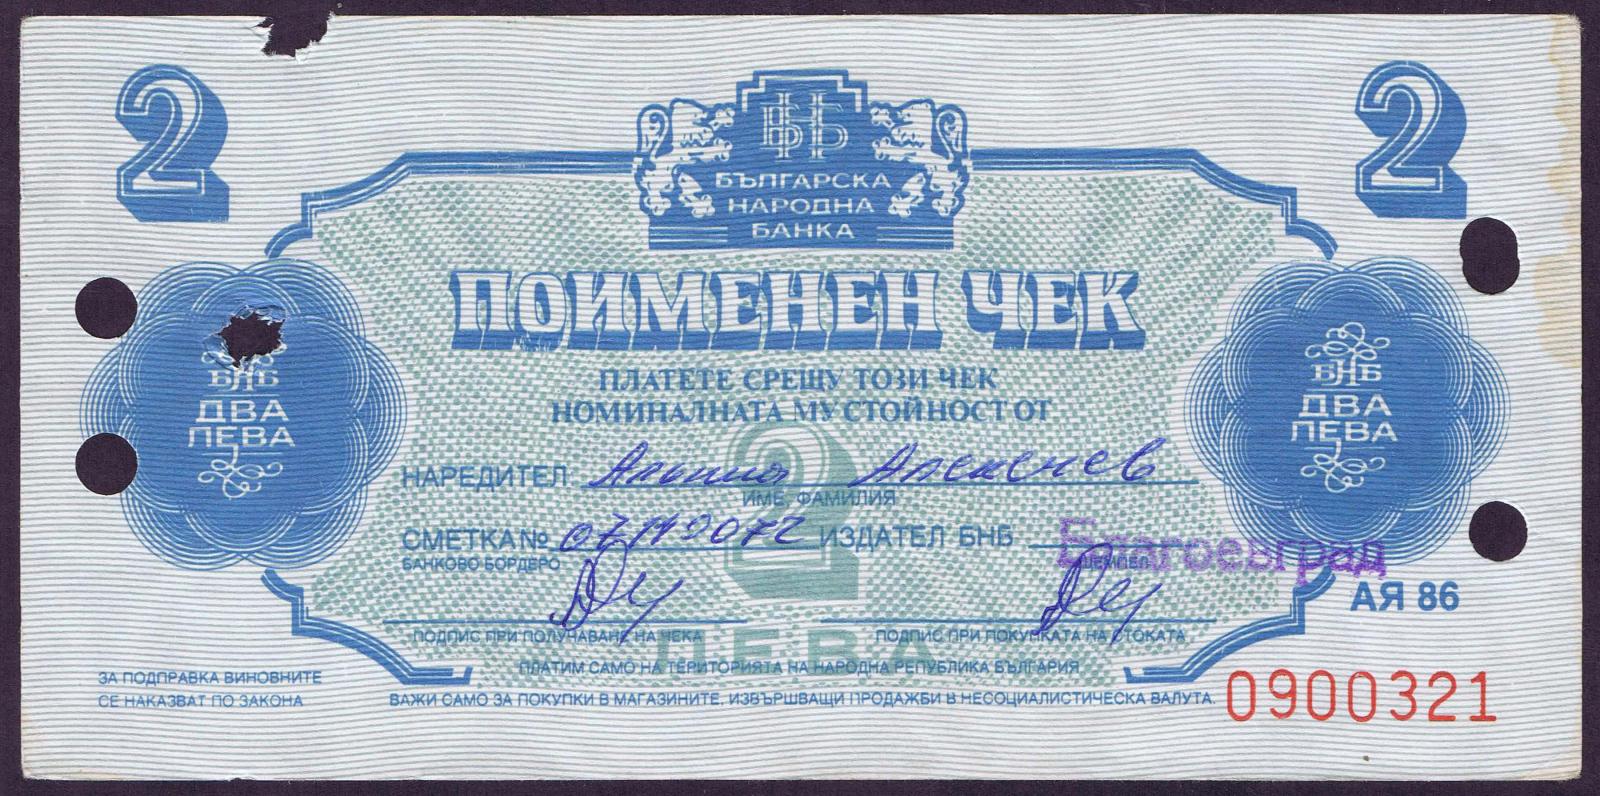 2
2
БНБ
БЪЛГАРСКА
НАРОДНА
БАНКА
ПОИМЕНЕН ЧЕК
ПЛАТЕТЕ СРЕЩУ ТОЗИ ЧЕК
НОМИНАЛНАТА МУ СТОЙНОСТ ОТ
БНБ
ДВА
ЛЕВА
БНБ
ДВА
ЛЕВА
НАРЕДИТЕЛ
ИМЕ, ФАМИЛИЯ
2
СМЕТКА № ИЗДАТЕЛ БНБ Благоевград
БАНКОВО БОРДЕРО ЩЕМПЕЛ
АЯ 86
ПОДПИС ПРИ ПОЛУЧАВАНЕ НА ЧЕКА ПОДПИС ПРИ ПОКУПКАТА НА СТОКАТА
ЛЕВА
ПЛАТИМ САМО НА ТЕРИТОРИЯТА НА НАРОДНА РЕПУБЛИКА БЪЛГАРИЯ
ЗА ПОДПРАВКА ВИНОВНИТЕ
СЕ НАКАЗВАТ ПО ЗАКОНА
ВАЖИ САМО ЗА ПОКУПКИ В МАГАЗИНИТЕ, ИЗВЪРШВАЩИ ПРОДАЖБИ В НЕСОЦИАЛИСТИЧЕСКА ВАЛУТА.
0900321